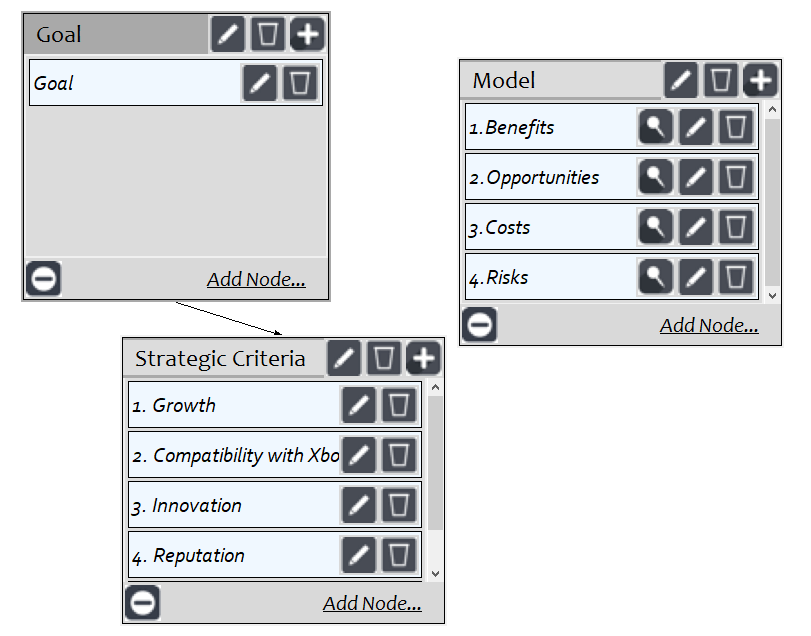 Goal
Goal
Add Node...
Model
1.Benefits
2.Opportunities
3.Costs
4.Risks
Add Node...
Strategic Criteria
1. Growth
2. Compatibility with Xbo
3. Innovation
4. Reputation
Add Node...